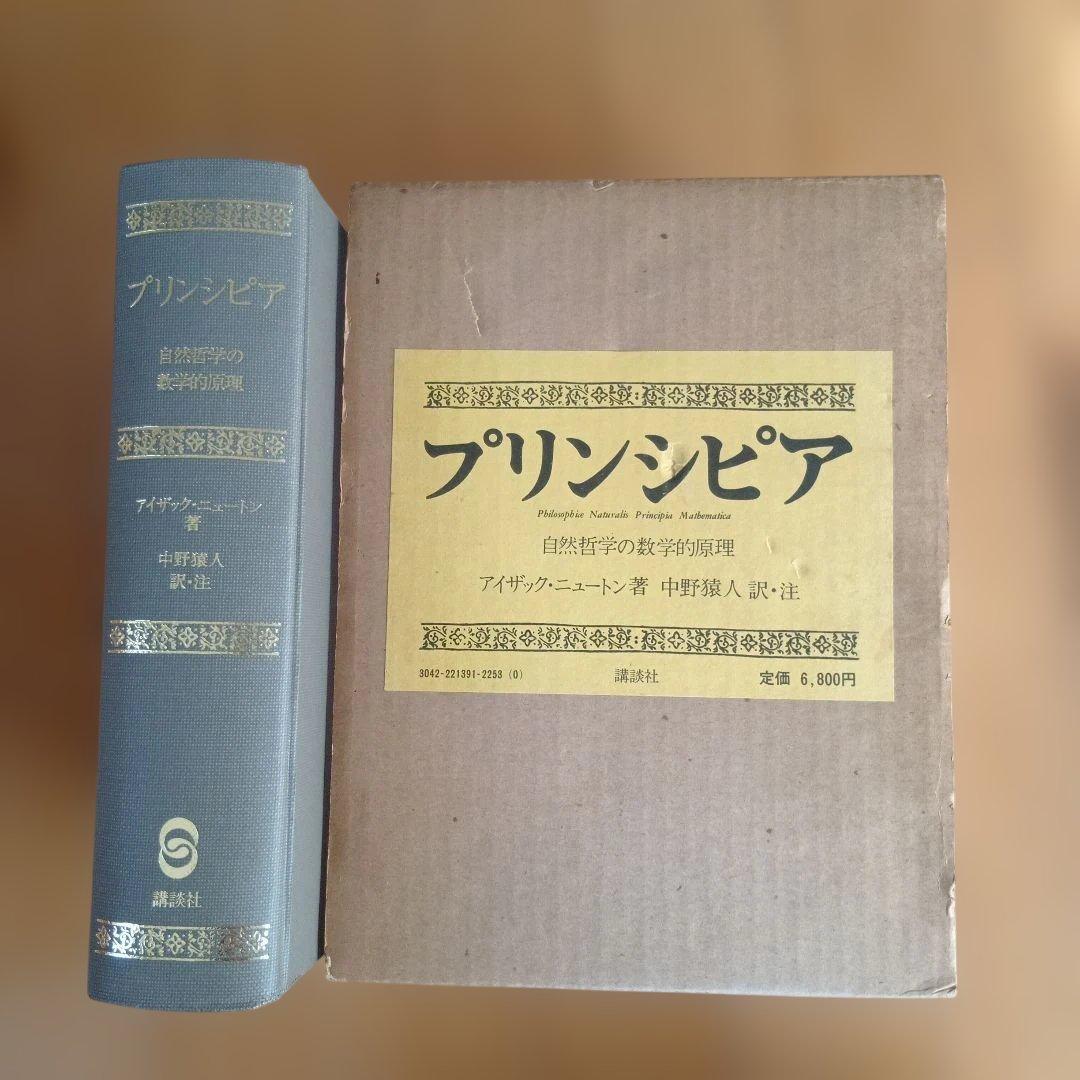 プリンシピア
自然哲学の
数学的原理
アイザック・ニュートン
著
中野猿人
訳・注
講談社
プリンシピア
Philosophiæ Naturalis Principia Mathematica
自然哲学の数学的原理
アイザック・ニュートン著 中野猿人 訳・注
3042-221391-2253 (0) 講談社 定価 6,800円